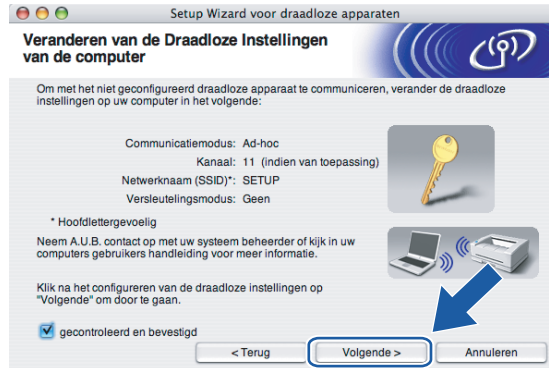 Setup Wizard voor draadloze apparaten
Veranderen van de Draadloze Instellingen
van de computer
Om met het niet geconfigureerd draadloze apparaat te communiceren, verander de draadloze
instellingen op uw computer in het volgende:
Communicatiemodus: Ad-hoc
Kanaal: 11 (indien van toepassing)
Netwerknaam (SSID)*: SETUP
Versleutelingsmodus: Geen
* Hoofdlettergevoelig
Neem A.U.B. contact op met uw systeem beheerder of kijk in uw
computers gebruikers handleiding voor meer informatie.
Klik na het configureren van de draadloze instellingen op
"Volgende" om door te gaan.
gecontroleerd en bevestigd
< Terug
Volgende >
Annuleren